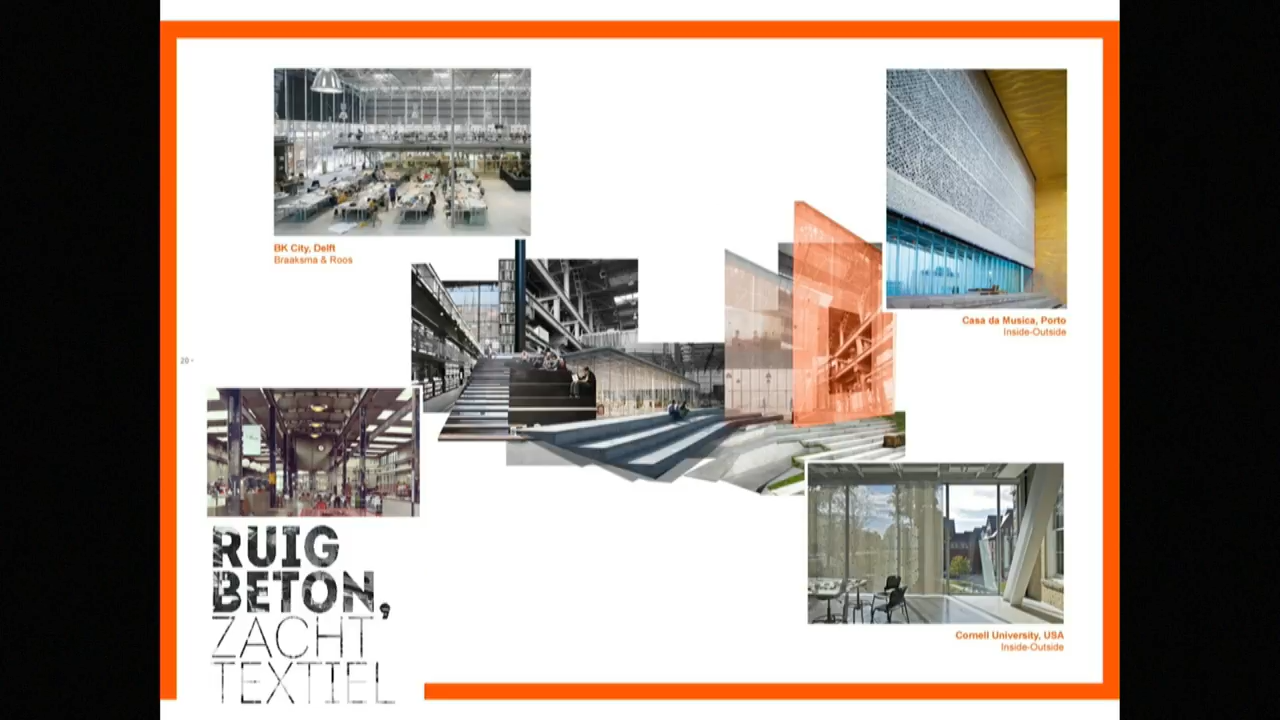 BK City, Delft
Braaksma & Roos
Casa da Musica, Porto
Inside-Outside
20
RUIG
BETON,
ZACHT
TEXTIEL
Cornell University, USA
Inside-Outside